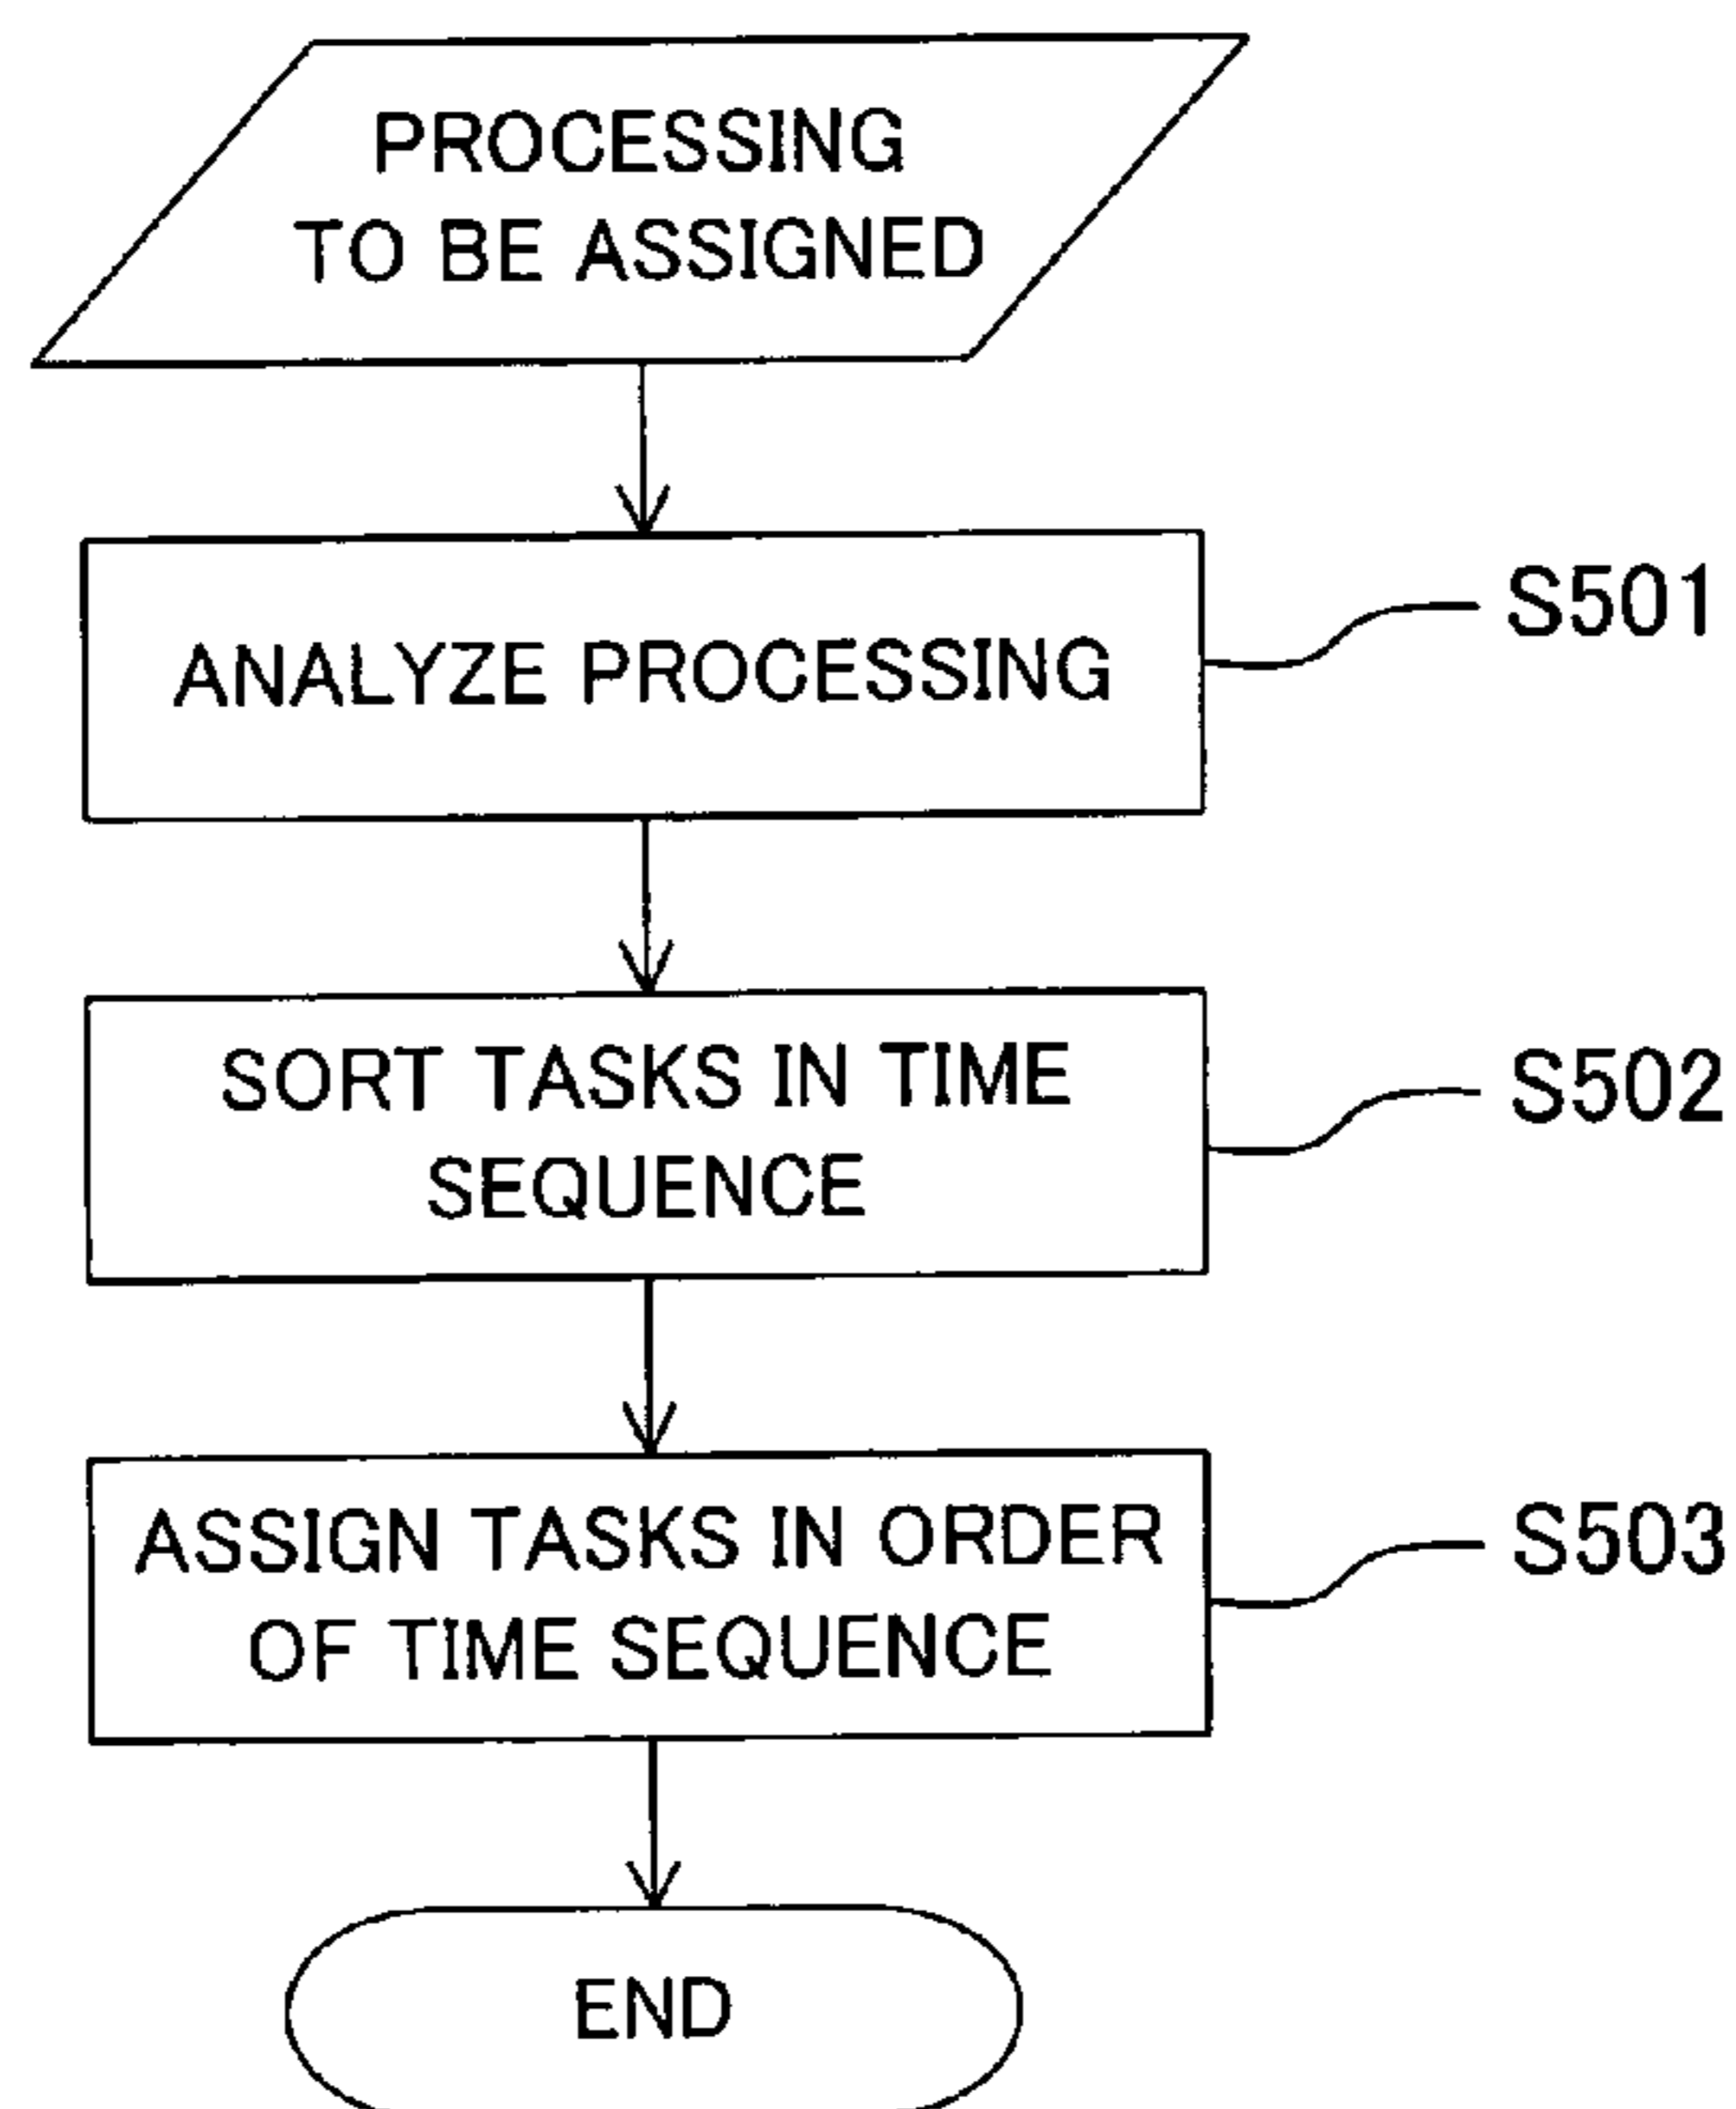 PROCESSING
TO BE ASSIGNED
ANALYZE PROCESSING
S501
SORT TASKS IN TIME
SEQUENCE
S502
ASSIGN TASKS IN ORDER
OF TIME SEQUENCE
S503
END